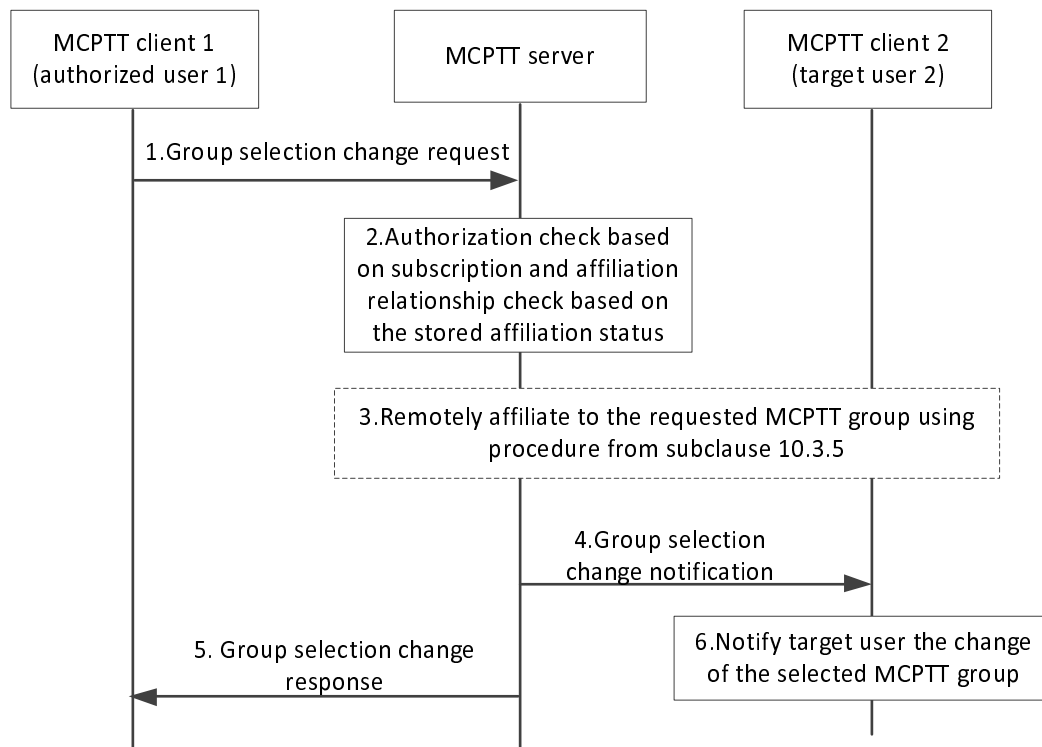 MCPTT client 1
(authorized user 1)
MCPTT server
MCPTT client 2
(target user 2)
1.Group selection change request
2.Authorization check based
on subscription and affiliation
relationship check based on
the stored affiliation status
3.Remotely affiliate to the requested MCPTT group using
procedure from subclause 10.3.5
4.Group selection
change notification
5. Group selection change
response
6.Notify target user the change
of the selected MCPTT group